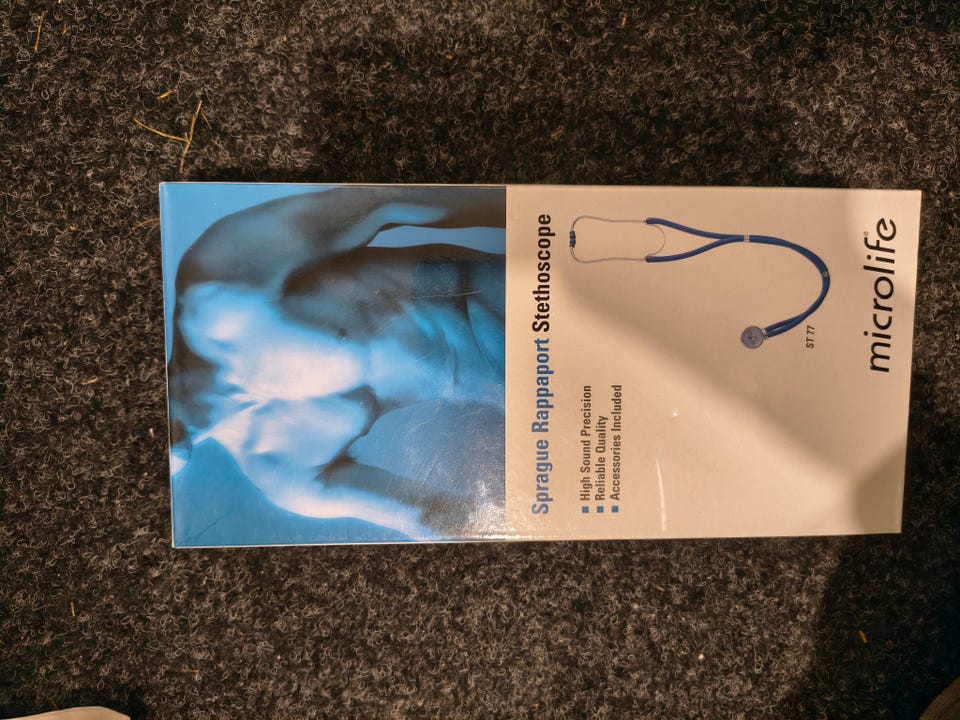 microlife®
ST 77
Sprague Rappaport Stethoscope
■ High Sound Precision
■ Reliable Quality
■ Accessories Included